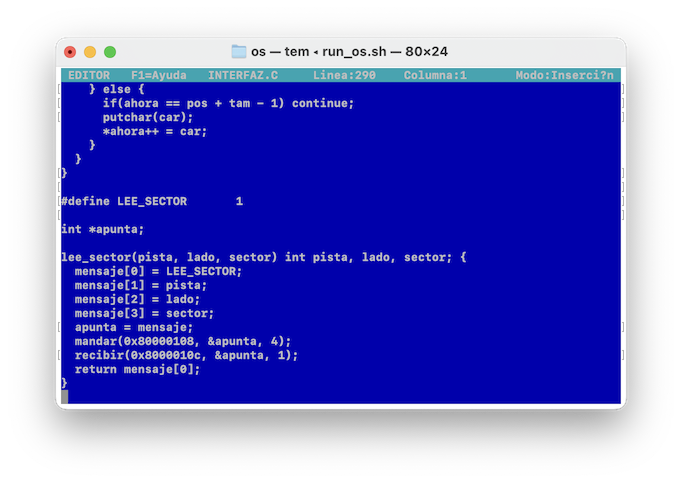 os — tem ◂ run_os.sh — 80×24
EDITOR   F1=Ayuda   INTERFAZ.C     Linea:290    Columna:1       Modo:Inserci?n
    } else {
      if(ahora == pos + tam - 1) continue;
      putchar(car);
      *ahora++ = car;
    }
  }
}
#define LEE_SECTOR       1
int *apunta;
lee_sector(pista, lado, sector) int pista, lado, sector; {
  mensaje[0] = LEE_SECTOR;
  mensaje[1] = pista;
  mensaje[2] = lado;
  mensaje[3] = sector;
  apunta = mensaje;
  mandar(0x80000108, &apunta, 4);
  recibir(0x8000010c, &apunta, 1);
  return mensaje[0];
}